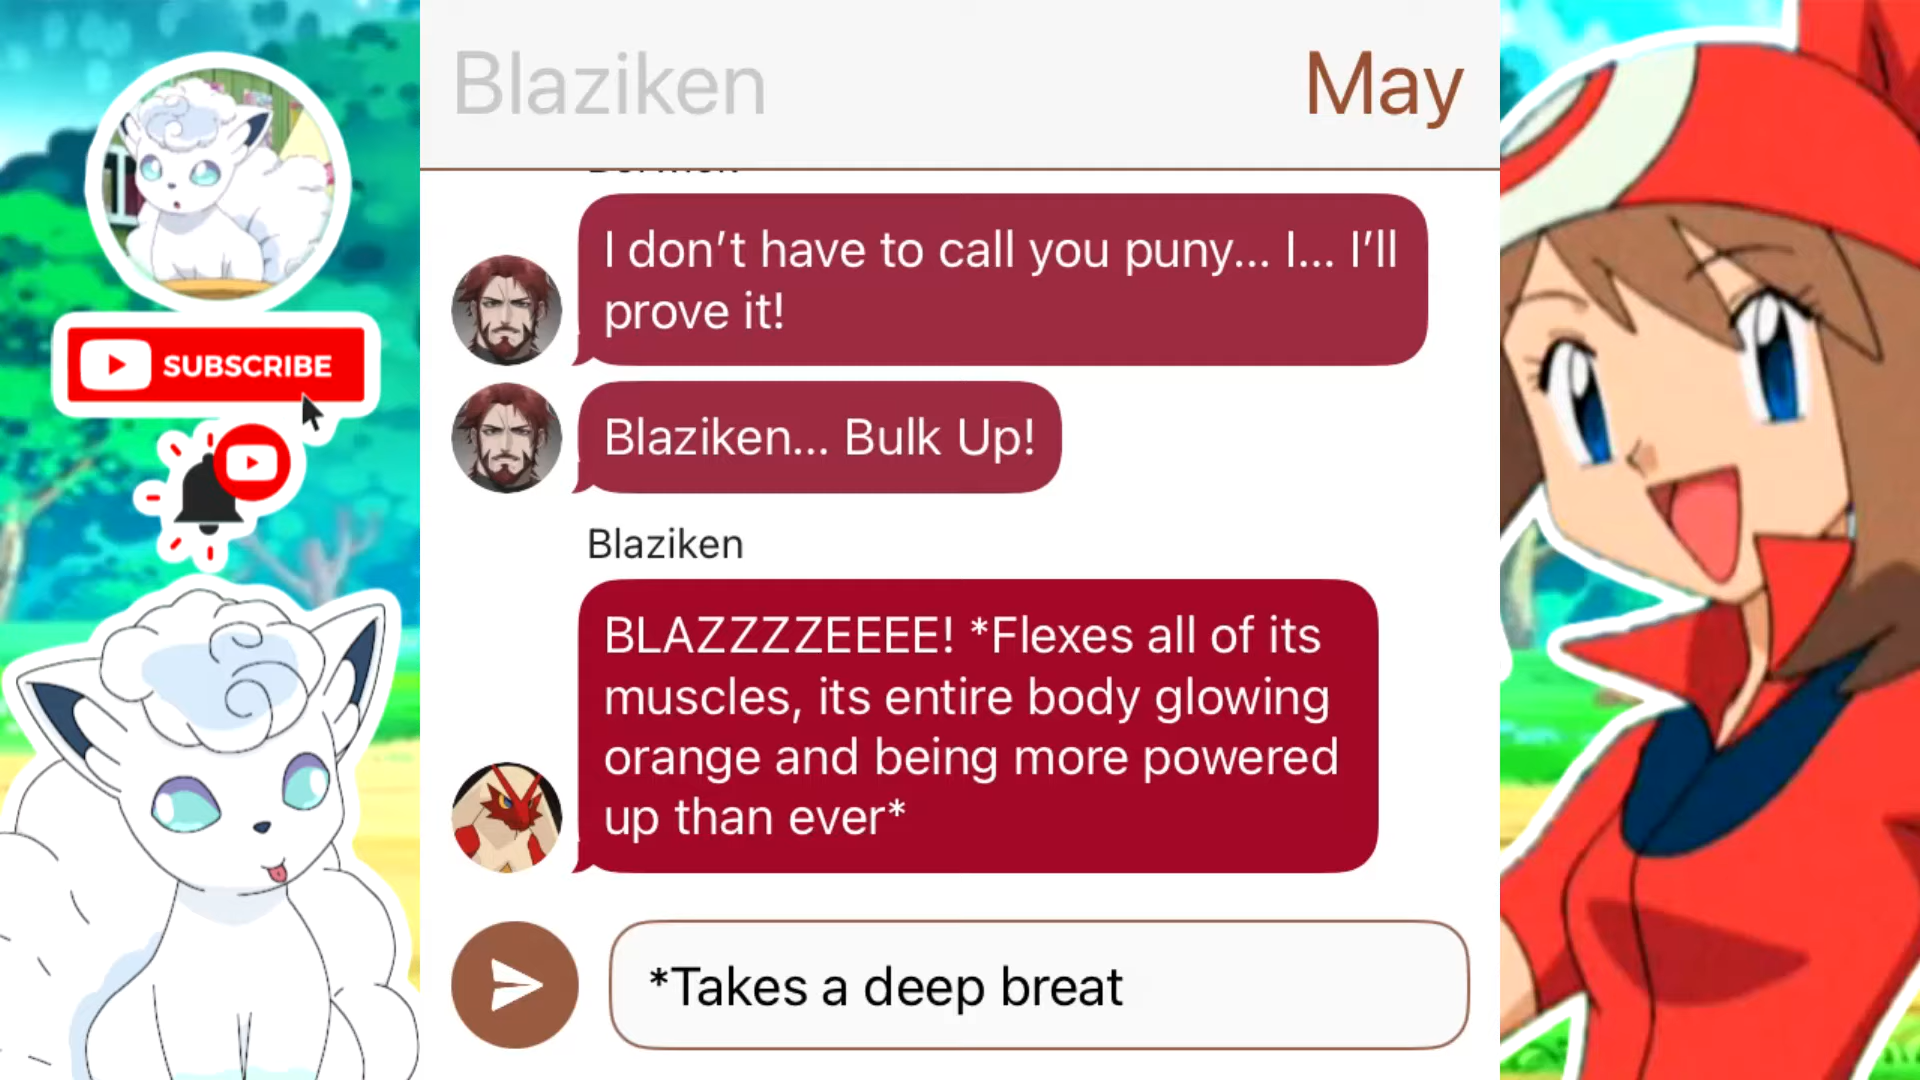 Blaziken
May
I don’t have to call you puny... I... I’ll
prove it!
SUBSCRIBE
Blaziken... Bulk Up!
Blaziken
BLAZZZZEEEE! *Flexes all of its
muscles, its entire body glowing
orange and being more powered
up than ever*
*Takes a deep breat